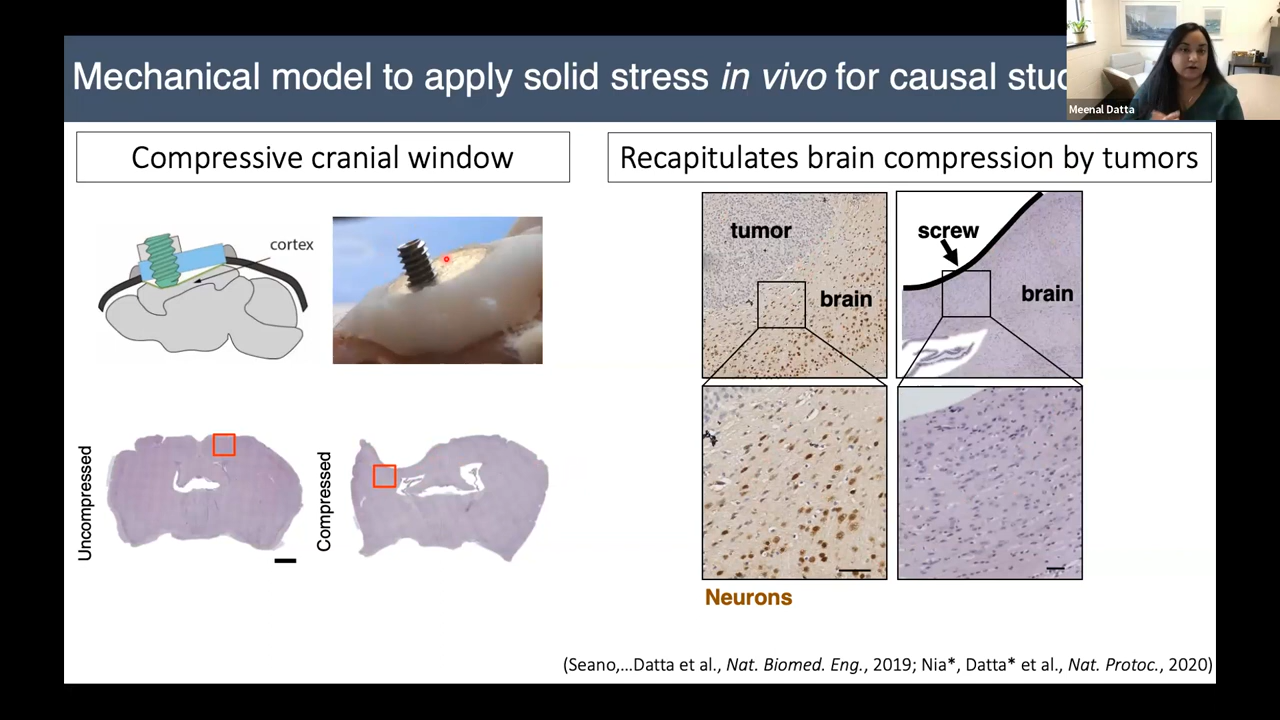 Mechanical model to apply solid stress in vivo for causal
Meenal Datta
Compressive cranial window
Recapitulates brain compression by tumors
cortex
tumor
brain
screw
brain
Uncompressed
Compressed
Neurons
(Seano,...Datta et al., Nat. Biomed. Eng., 2019; Nia*, Datta* et al., Nat. Protoc., 2020)